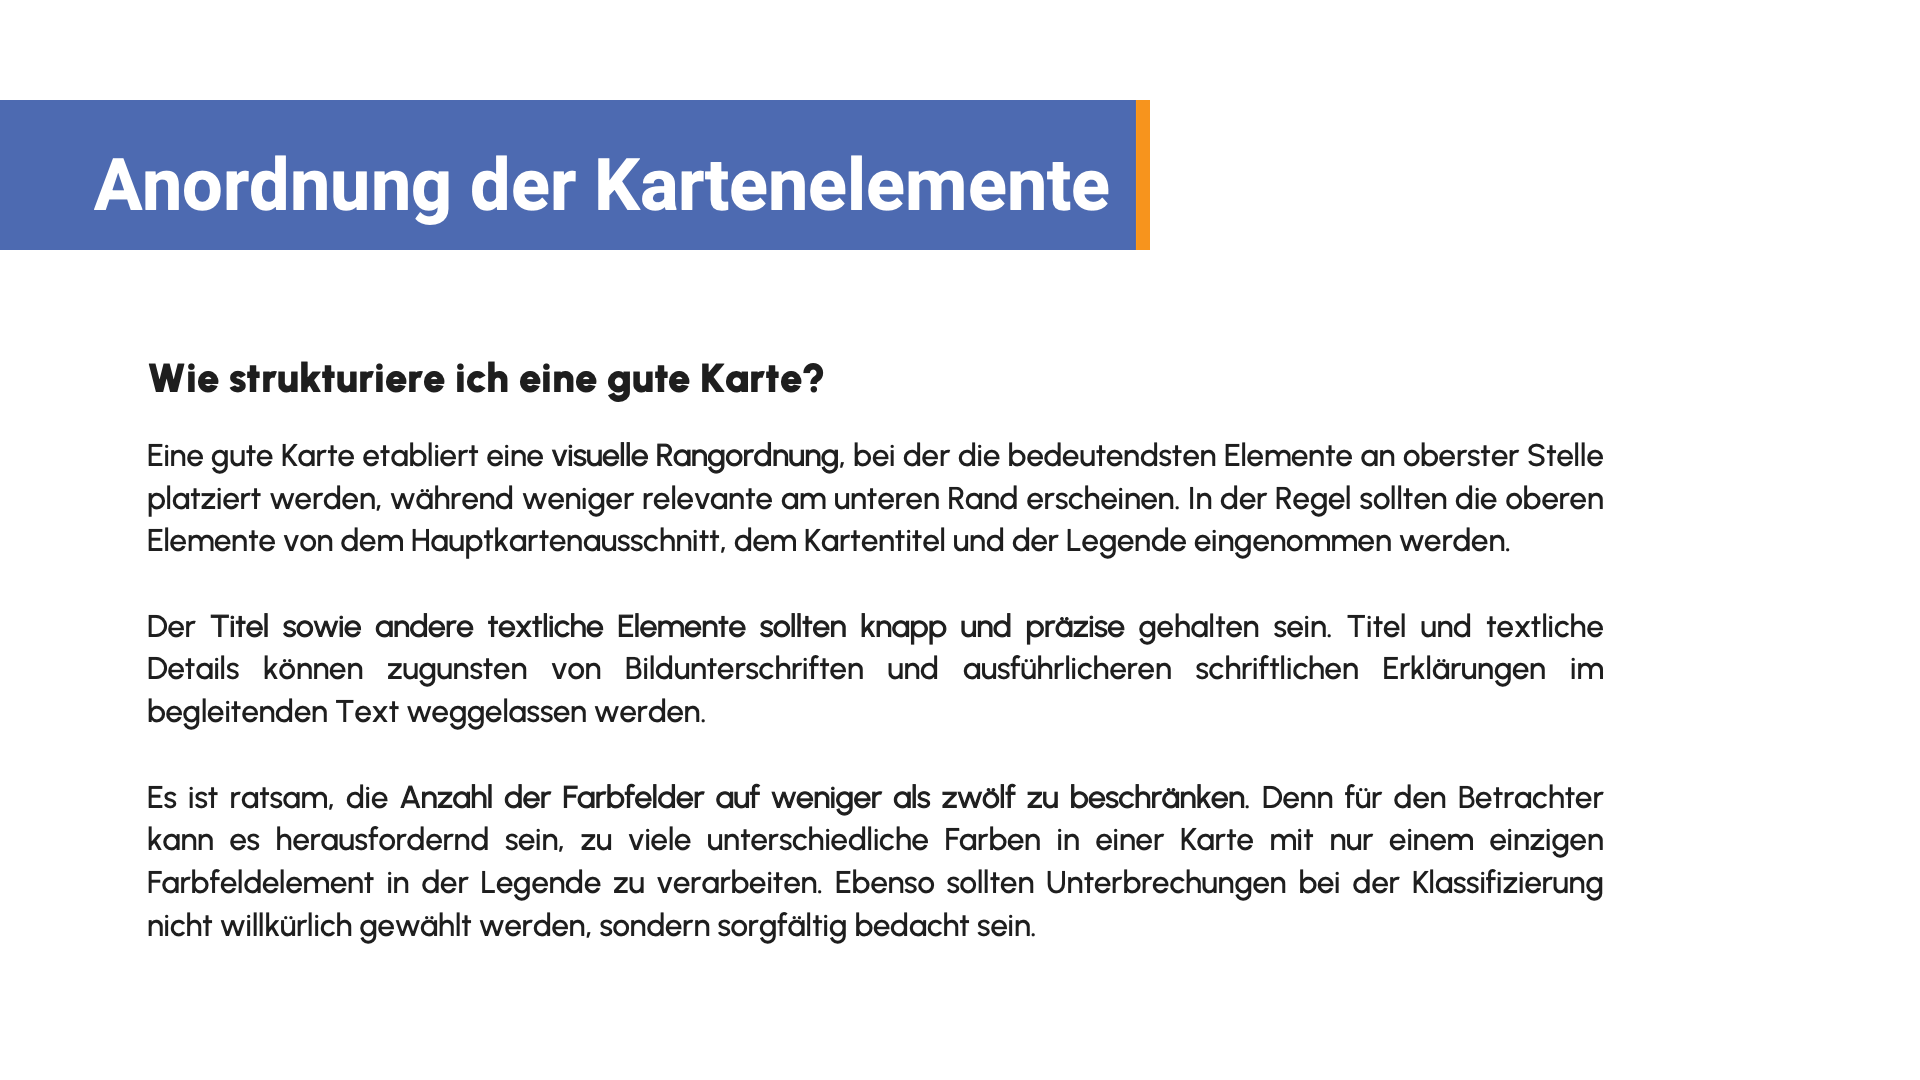 Anordnung der Kartenelemente
Wie strukturiere ich eine gute Karte?
Eine gute Karte etabliert eine visuelle Rangordnung, bei der die bedeutendsten Elemente an oberster Stelle
platziert werden, während weniger relevante am unteren Rand erscheinen. In der Regel sollten die oberen
Elemente von dem Hauptkartenausschnitt, dem Kartentitel und der Legende eingenommen werden.
Der Titel sowie andere textliche Elemente sollten knapp und präzise gehalten sein. Titel und textliche
Details können zugunsten von Bildunterschriften und ausführlicheren schriftlichen Erklärungen im
begleitenden Text weggelassen werden.
Es ist ratsam, die Anzahl der Farbfelder auf weniger als zwölf zu beschränken. Denn für den Betrachter
kann es herausfordernd sein, zu viele unterschiedliche Farben in einer Karte mit nur einem einzigen
Farbfeldelement in der Legende zu verarbeiten. Ebenso sollten Unterbrechungen bei der Klassifizierung
nicht willkürlich gewählt werden, sondern sorgfältig bedacht sein.